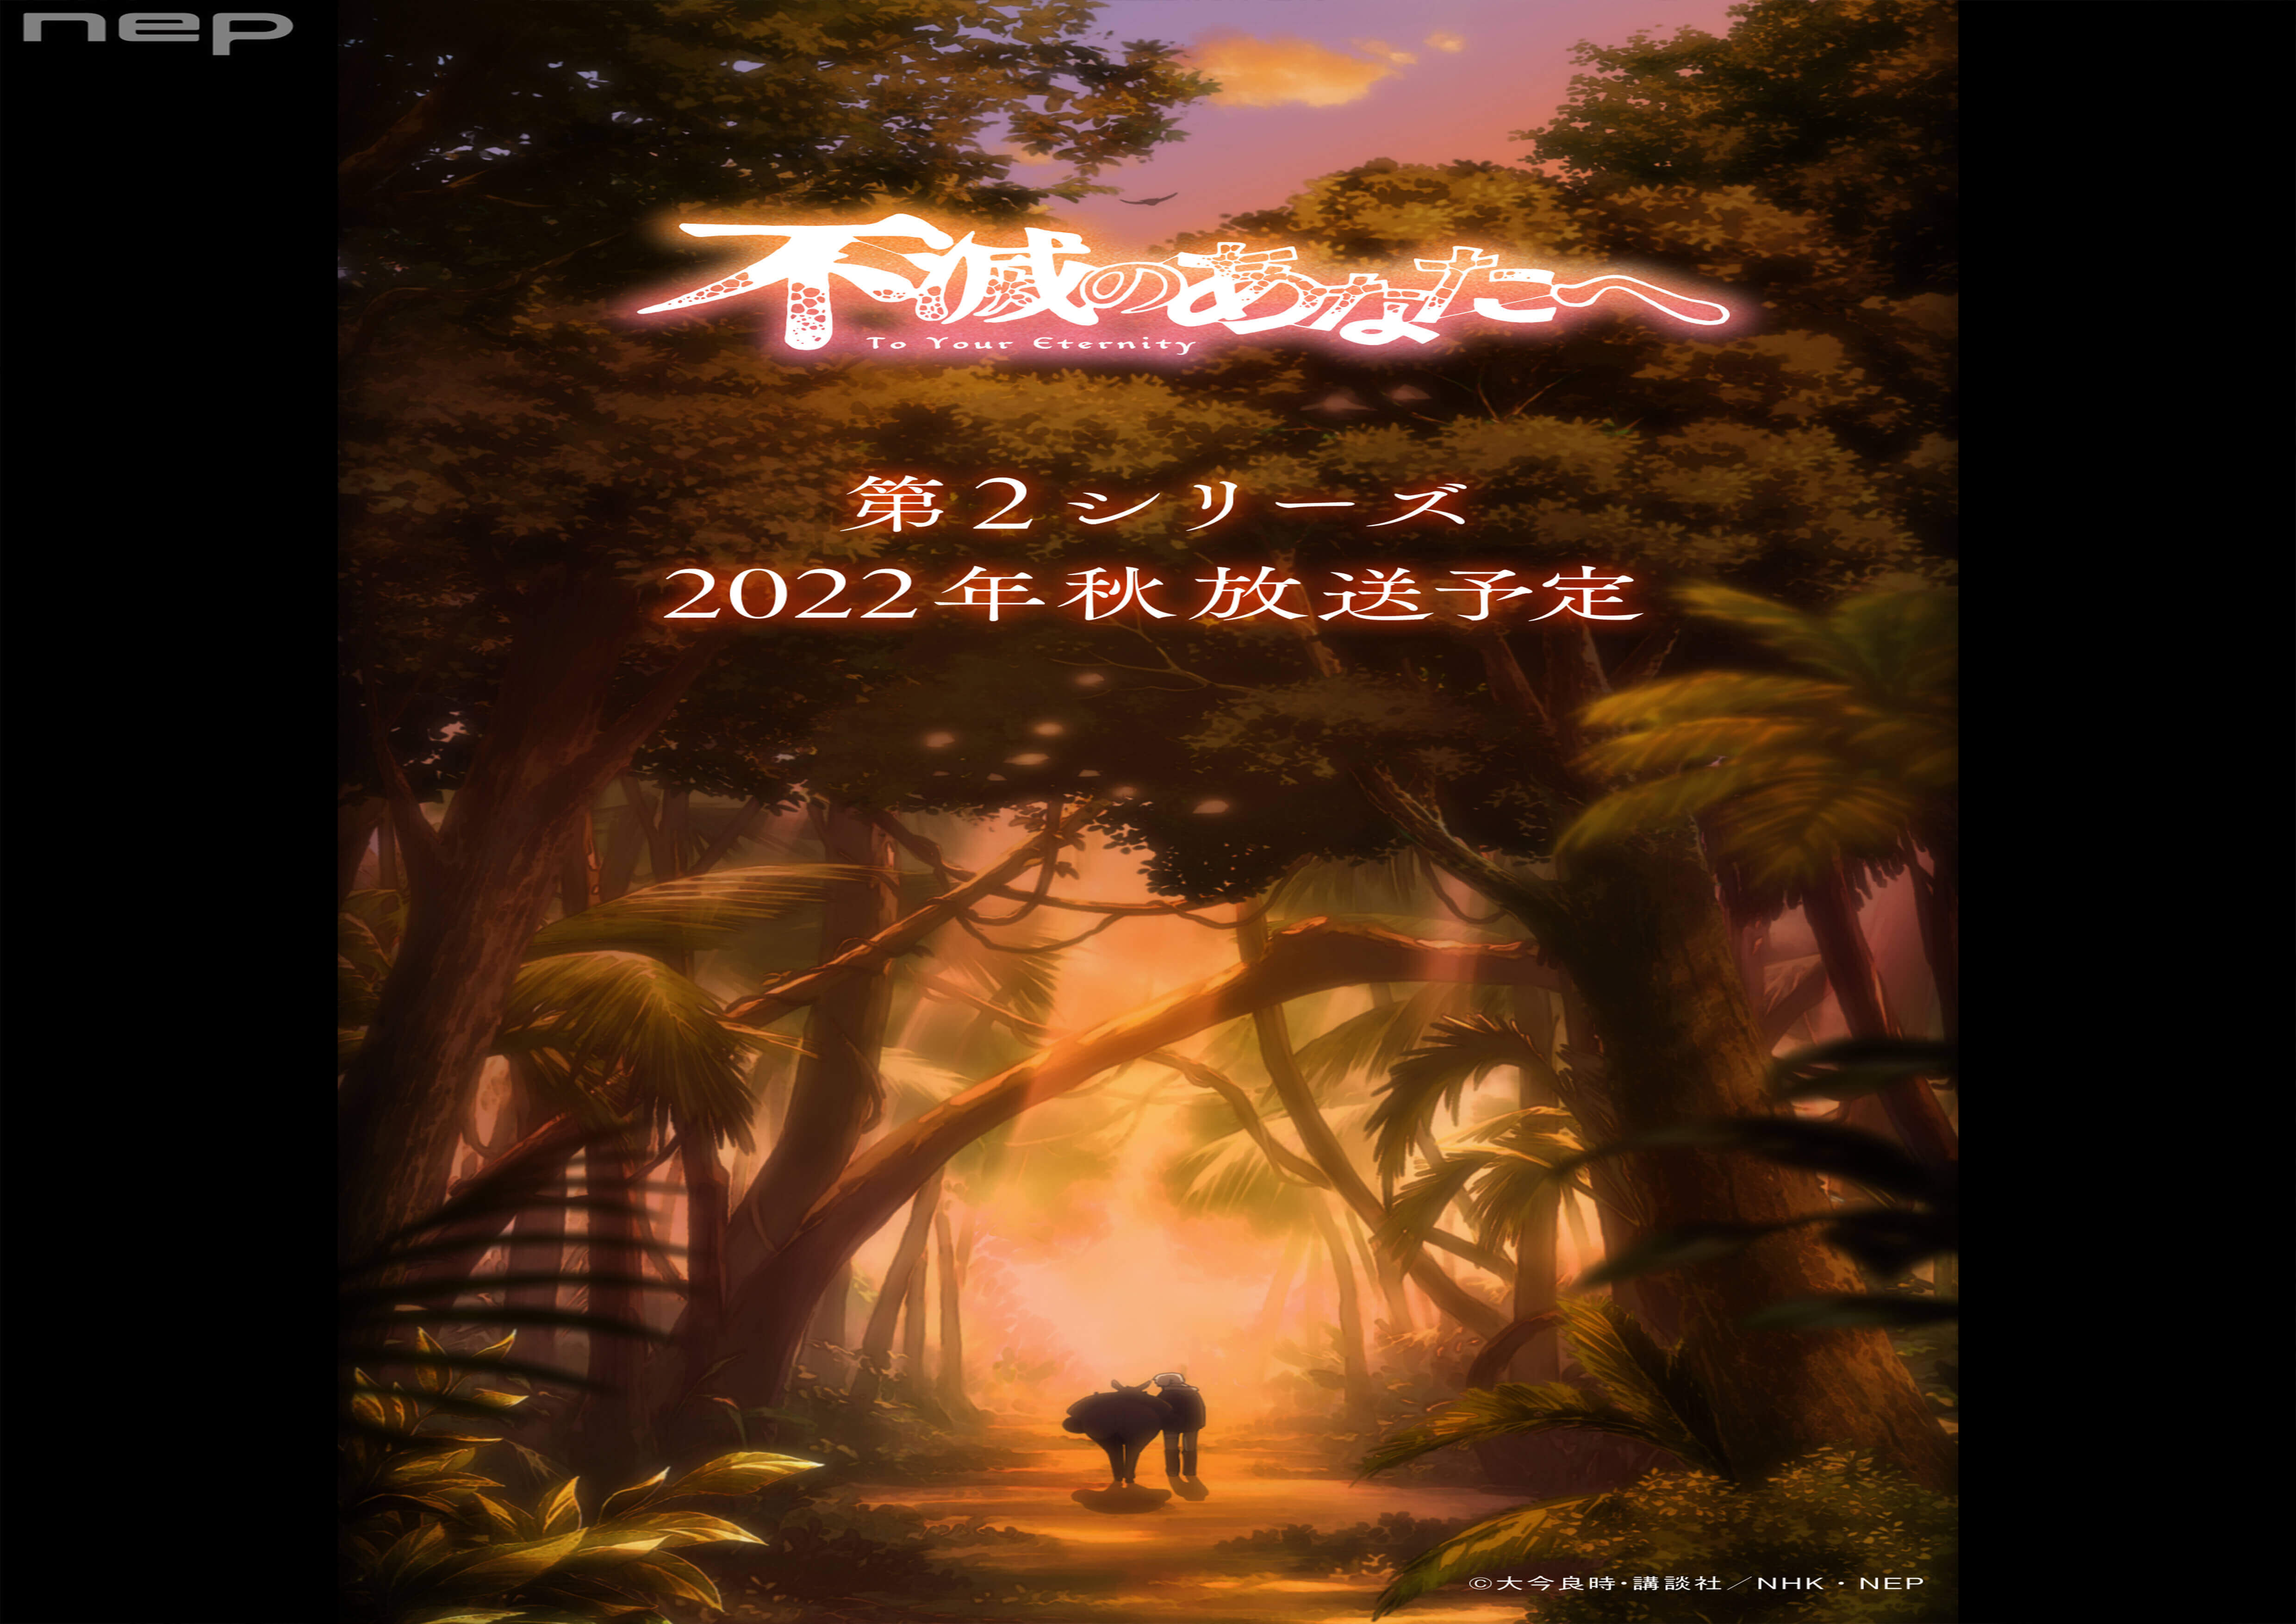 nep
不滅のあなたへ
To Your Eternity
第2シリーズ
2022年秋放送予定
©大今良時・講談社／NHK・NEP